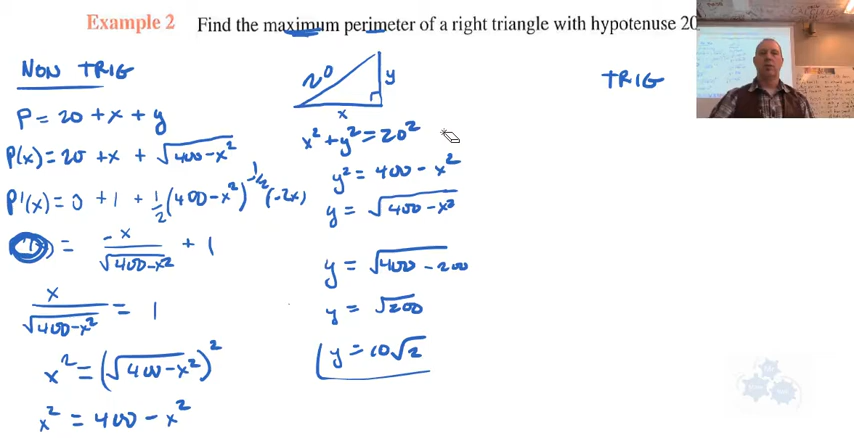 Example 2 Find the maximum perimeter of a right triangle with hypotenuse 20
NON TRIG
P = 20 + x + y
P(x) = 20 + x + √(400 - x²)
P'(x) = 0 + 1 + 1/2 (400 - x²)^(-1/2) (-2x)
= -x/√(400 - x²) + 1
x/√(400 - x²) = 1
x² = (√(400 - x²))²
x² = 400 - x²
20
y
x
x² + y² = 20²
y² = 400 - x²
y = √(400 - x²)
y = √(400 - 200)
y = √200
y = 10√2
TRIG